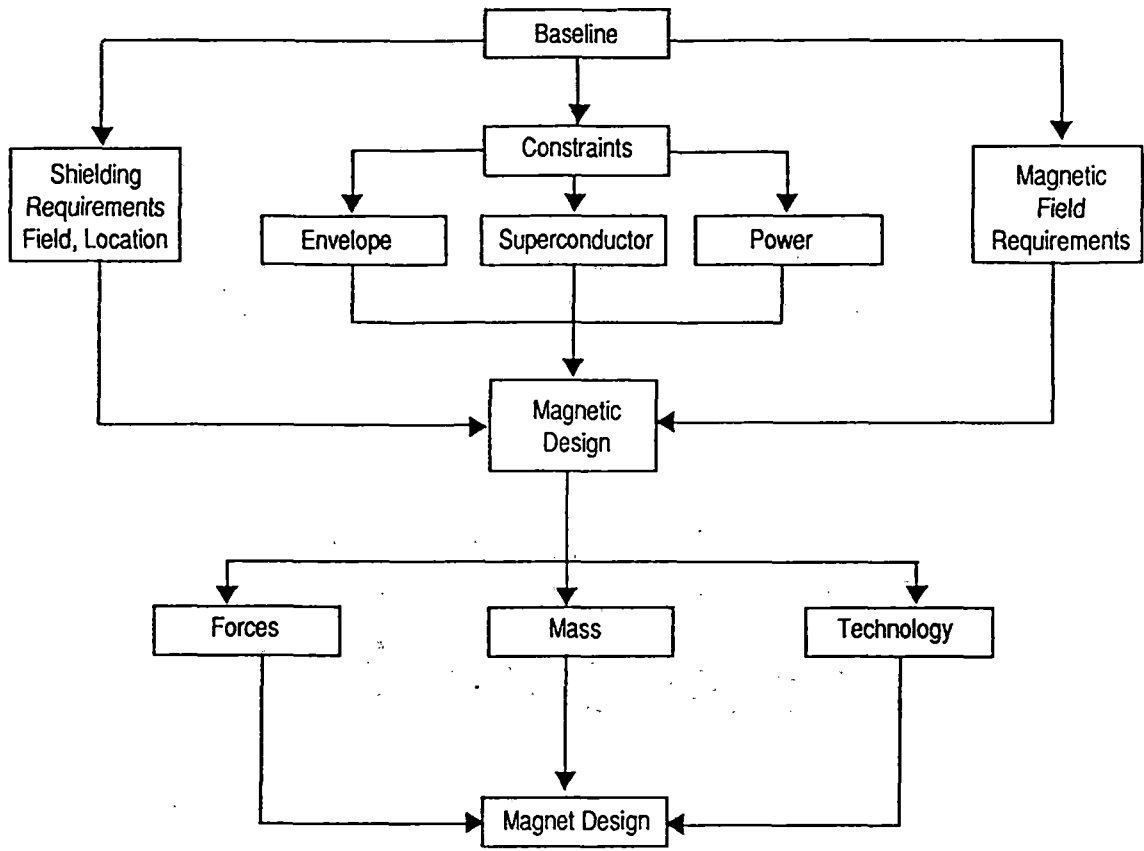 Baseline
Constraints
Shielding
Requirements
Field, Location
Magnetic
Field
Requirements
Envelope
Superconductor
Power
Magnetic
Design
Forces
Mass
Technology
Magnet Design